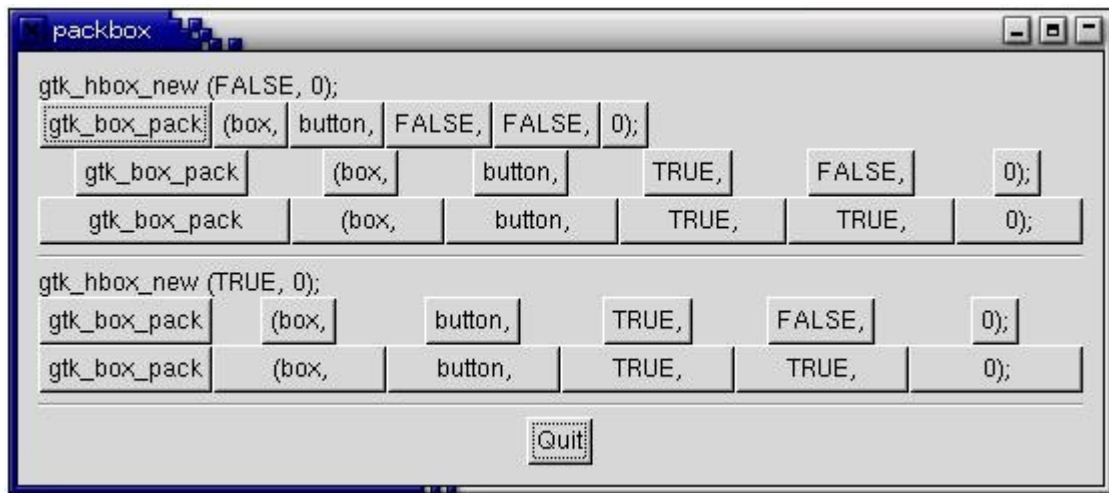 packbox
gtk_hbox_new (FALSE, 0);
gtk_box_pack (box, button, FALSE, FALSE, 0);
gtk_box_pack (box, button, TRUE, FALSE, 0);
gtk_box_pack (box, button, TRUE, TRUE, 0);
gtk_hbox_new (TRUE, 0);
gtk_box_pack (box, button, TRUE, FALSE, 0);
gtk_box_pack (box, button, TRUE, TRUE, 0);
Quit